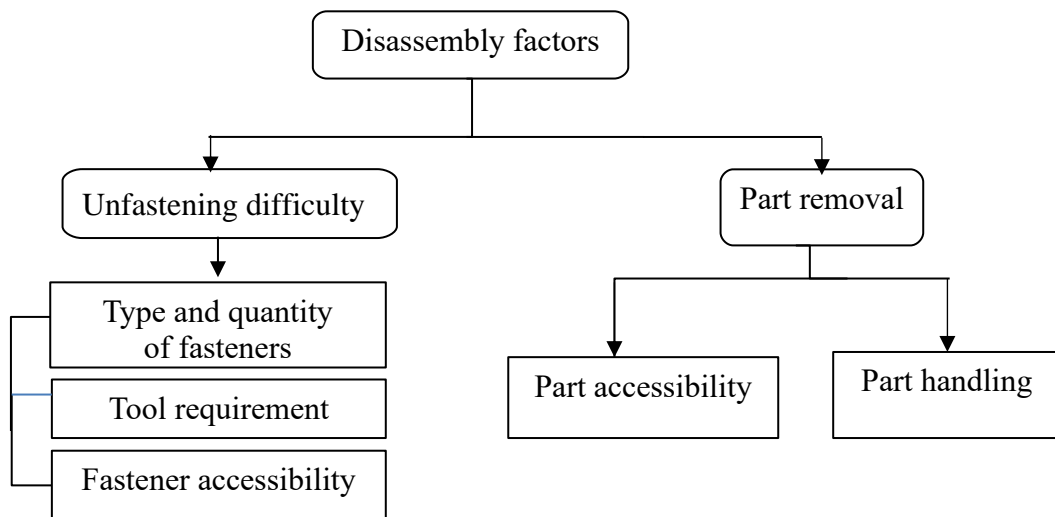 Disassembly factors
Unfastening difficulty
Part removal
Type and quantity
of fasteners
Tool requirement
Fastener accessibility
Part accessibility
Part handling